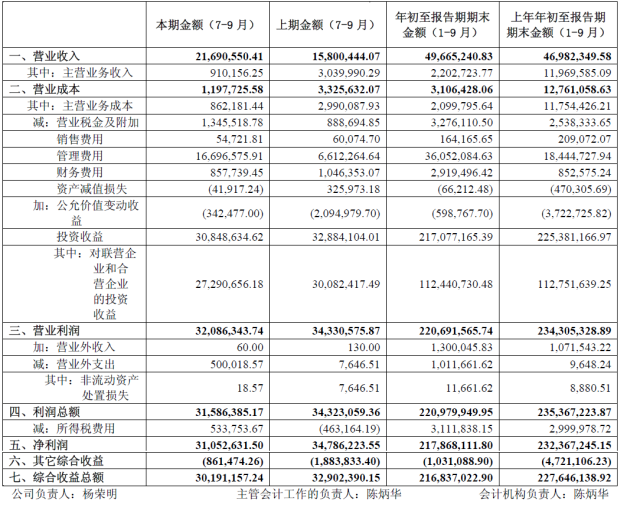 本期金额（7-9 月） 上期金额（7-9 月） 年初至报告期期末 上年年初至报告期
金额（1-9 月） 期末金额（1-9 月）
一、营业收入 21,690,550.41 15,800,444.07 49,665,240.83 46,982,349.58
其中：主营业务收入 910,156.25 3,039,990.29 2,202,723.77 11,969,585.09
二、营业成本 1,197,725.58 3,325,632.07 3,106,428.06 12,761,058.63
其中：主营业务成本 862,181.44 2,990,087.93 2,099,795.64 11,754,426.21
减：营业税金及附加 1,345,518.78 888,694.85 3,276,110.50 2,538,333.65
销售费用 54,721.81 60,074.70 164,165.65 209,072.07
管理费用 16,696,575.91 6,612,264.64 36,052,084.63 18,444,727.94
财务费用 857,739.45 1,046,353.07 2,919,496.42 852,575.24
资产减值损失 (41,917.24) 325,973.18 (66,212.48) (470,305.69)
加：公允价值变动收
益 (342,477.00) (2,094,979.70) (598,767.70) (3,722,725.82)
投资收益 30,848,634.62 32,884,104.01 217,077,165.39 225,381,166.97
其中：对联营企
业和合
营企业 27,290,656.18 30,082,417.49 112,440,730.48 112,751,639.25
的投资
收益
三、营业利润 32,086,343.74 34,330,575.87 220,691,565.74 234,305,328.89
加：营业外收入 60.00 130.00 1,300,045.83 1,071,543.22
减：营业外支出 500,018.57 7,646.51 1,011,661.62 9,648.24
其中：非流动资产
处置损失 18.57 7,646.51 11,661.62 8,880.51
四、利润总额 31,586,385.17 34,323,059.36 220,979,949.95 235,367,223.87
减：所得税费用 533,753.67 (463,164.19) 3,111,838.15 2,999,978.72
五、净利润 31,052,631.50 34,786,223.55 217,868,111.80 232,367,245.15
六、其它综合收益 (861,474.26) (1,883,833.40) (1,031,088.90) (4,721,106.23)
七、综合收益总额 30,191,157.24 32,902,390.15 216,837,022.90 227,646,138.92
公司负责人：杨荣明 主管会计工作的负责人：陈炳华 会计机构负责人：陈炳华